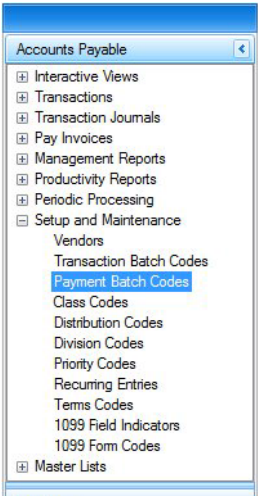 Accounts Payable
Interactive Views
Transactions
Transaction Journals
Pay Invoices
Management Reports
Productivity Reports
Periodic Processing
Setup and Maintenance
Vendors
Transaction Batch Codes
Payment Batch Codes
Class Codes
Distribution Codes
Division Codes
Priority Codes
Recurring Entries
Terms Codes
1099 Field Indicators
1099 Form Codes
Master Lists